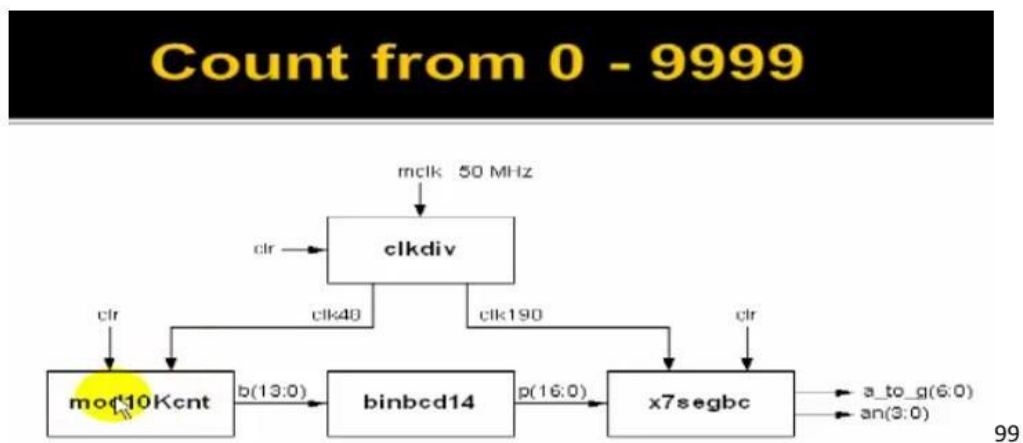 Count from 0 - 9999
mclk 50 MHz
clr
clkdiv
clr
clk48
clk190
clr
mod10Kcnt
b(13:0)
binbcd14
p(16:0)
x7segbc
a_to_g(6:0)
an(3:0)
99